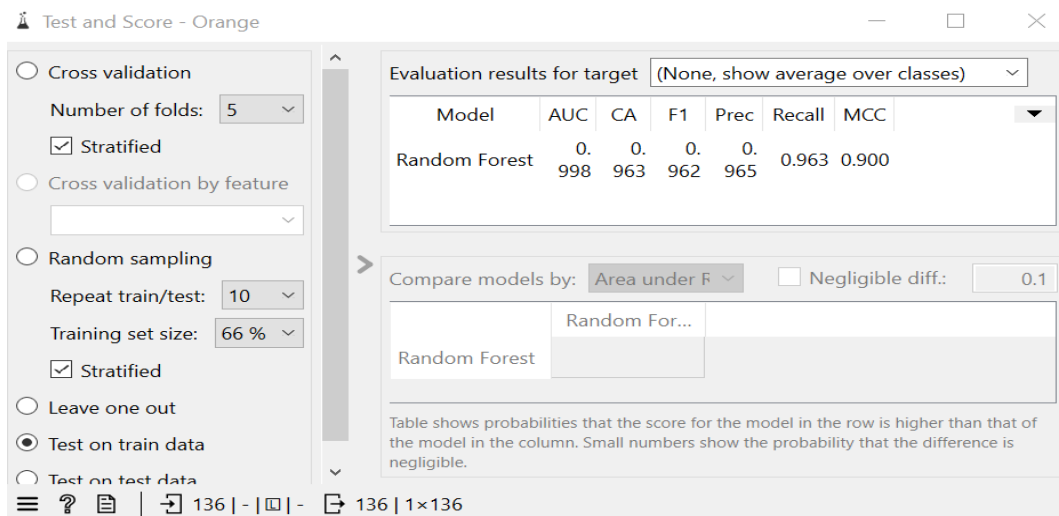 Test and Score - Orange
Cross validation
Number of folds: 5
Stratified
Cross validation by feature
Random sampling
Repeat train/test: 10
Training set size: 66 %
Stratified
Leave one out
Test on train data
Test on test data
Evaluation results for target (None, show average over classes)
Model AUC CA F1 Prec Recall MCC
Random Forest 0.998 0.963 0.962 0.965 0.963 0.900
Compare models by: Area under R Negligible diff.: 0.1
Random For...
Random Forest
Table shows probabilities that the score for the model in the row is higher than that of
the model in the column. Small numbers show the probability that the difference is
negligible.
136 | - | L | - 136 | 1×136